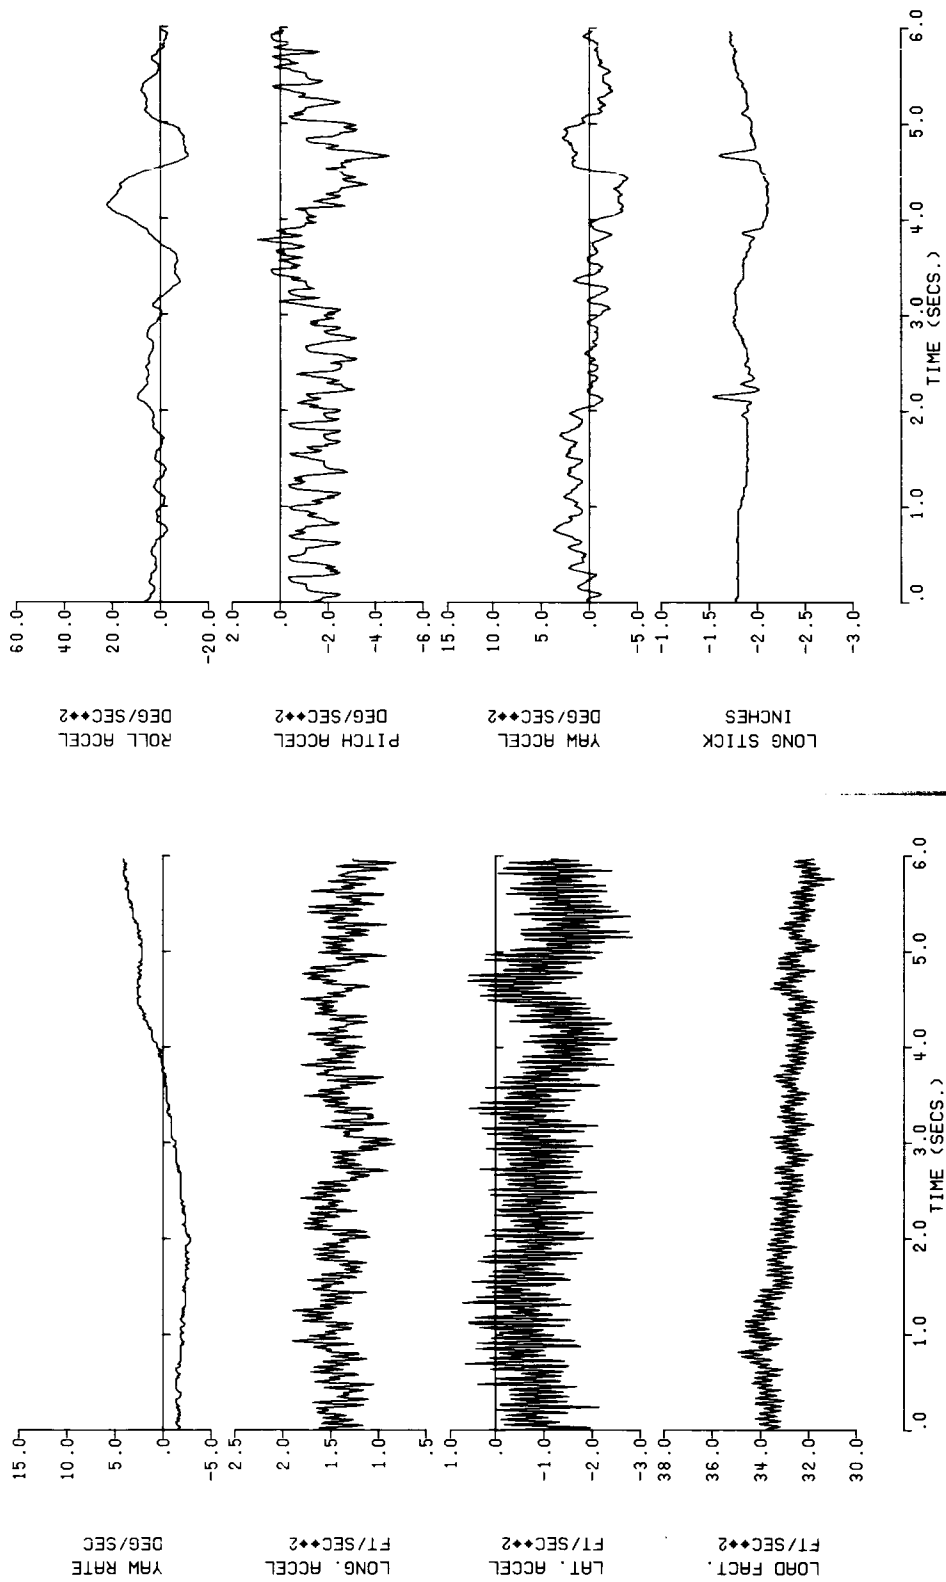 YAW RATE
DEG/SEC
15.0
10.0
5.0
.0
-5.0
LONG. ACCEL
FT/SEC**2
2.5
2.0
1.5
1.0
.5
LAT. ACCEL
FT/SEC**2
1.0
.0
-1.0
-2.0
-3.0
LOAD FACT.
FT/SEC**2
38.0
36.0
34.0
32.0
30.0
.0 1.0 2.0 3.0 4.0 5.0 6.0
TIME (SECS.)
ROLL ACCEL
DEG/SEC**2
60.0
40.0
20.0
.0
-20.0
PITCH ACCEL
DEG/SEC**2
2.0
.0
-2.0
-4.0
-6.0
YAW ACCEL
DEG/SEC**2
10.0
5.0
.0
-5.0
LONG STICK
INCHES
-1.0
-1.5
-2.0
-2.5
-3.0
.0 1.0 2.0 3.0 4.0 5.0 6.0
TIME (SECS.)